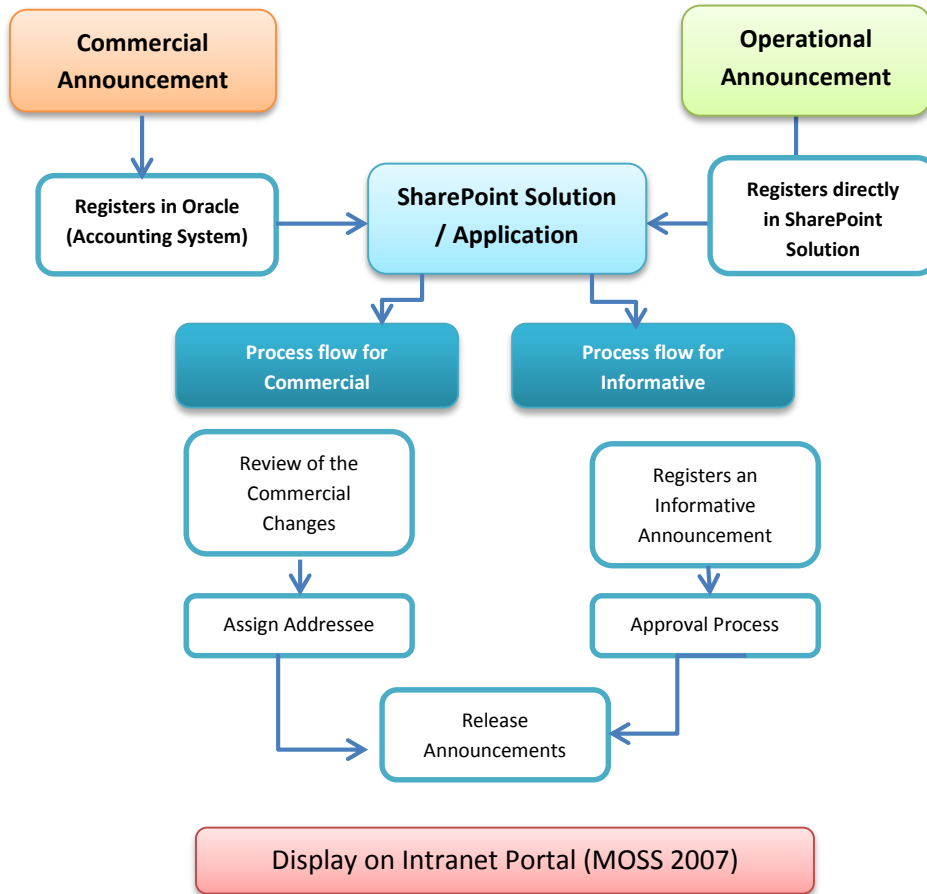 Commercial
Announcement
Operational
Announcement
Registers in Oracle
(Accounting System)
SharePoint Solution
/ Application
Registers directly
in SharePoint
Solution
Process flow for
Commercial
Process flow for
Informative
Review of the
Commercial
Changes
Registers an
Informative
Announcement
Assign Addressee
Approval Process
Release
Announcements
Display on Intranet Portal (MOSS 2007)